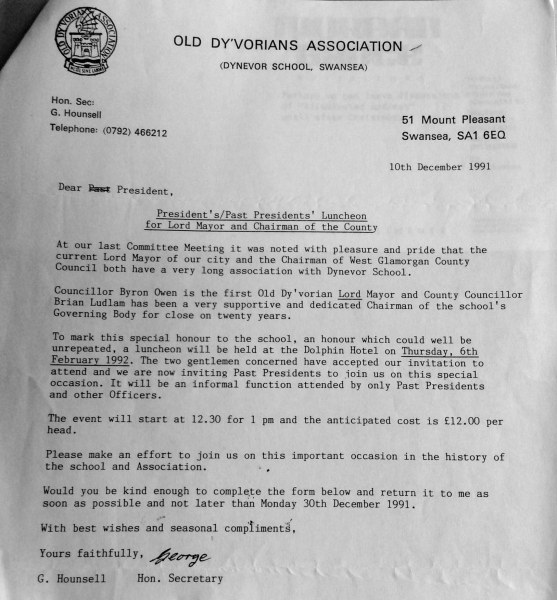 OLD DY'VORIANS ASSOCIATION
OLD DY'VORIANS ASSOCIATION
(DYNEVOR SCHOOL, SWANSEA)
Hon. Sec:
G. Hounsell
Telephone: (0792) 466212
51 Mount Pleasant
Swansea, SA1 6EQ
10th December 1991
Dear Past President,
President's/Past Presidents' Luncheon
for Lord Mayor and Chairman of the County
At our last Committee Meeting it was noted with pleasure and pride that the
current Lord Mayor of our city and the Chairman of West Glamorgan County
Council both have a very long association with Dynevor School.
Councillor Byron Owen is the first Old Dy'vorian Lord Mayor and County Councillor
Brian Ludlam has been a very supportive and dedicated Chairman of the school's
Governing Body for close on twenty years.
To mark this special honour to the school, an honour which could well be
unrepeated, a luncheon will be held at the Dolphin Hotel on Thursday, 6th
February 1992. The two gentlemen concerned have accepted our invitation to
attend and we are now inviting Past Presidents to join us on this special
occasion. It will be an informal function attended by only Past Presidents
and other Officers.
The event will start at 12.30 for 1 pm and the anticipated cost is £12.00 per
head.
Please make an effort to join us on this important occasion in the history of
the school and Association.
Would you be kind enough to complete the form below and return it to me as
soon as possible and not later than Monday 30th December 1991.
With best wishes and seasonal compliments,
Yours faithfully, George
G. Hounsell Hon. Secretary